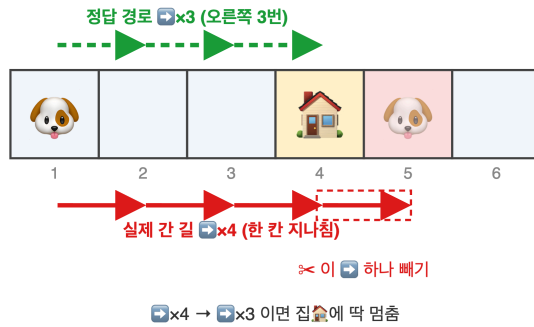 정답 경로 ➡️×3 (오른쪽 3번)
1 2 3 4 5 6
실제 간 길 ➡️×4 (한 칸 지나침)
✂ 이 ➡️ 하나 빼기
➡️×4 → ➡️×3 이면 집🏠에 딱 멈춤